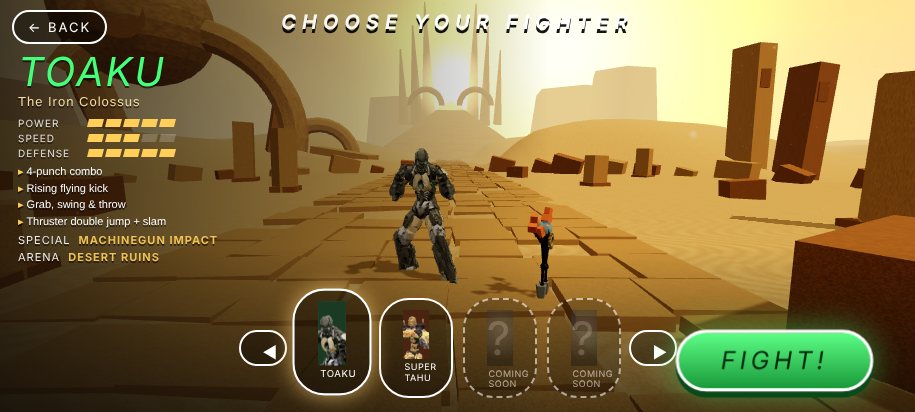 ← BACK
CHOOSE YOUR FIGHTER
TOAKU
The Iron Colossus
POWER
SPEED
DEFENSE
▸ 4-punch combo
▸ Rising flying kick
▸ Grab, swing & throw
▸ Thruster double jump + slam
SPECIAL MACHINEGUN IMPACT
ARENA DESERT RUINS
◀
TOAKU
SUPER
TAHU
?
COMING
SOON
?
COMING
SOON
▶
FIGHT!